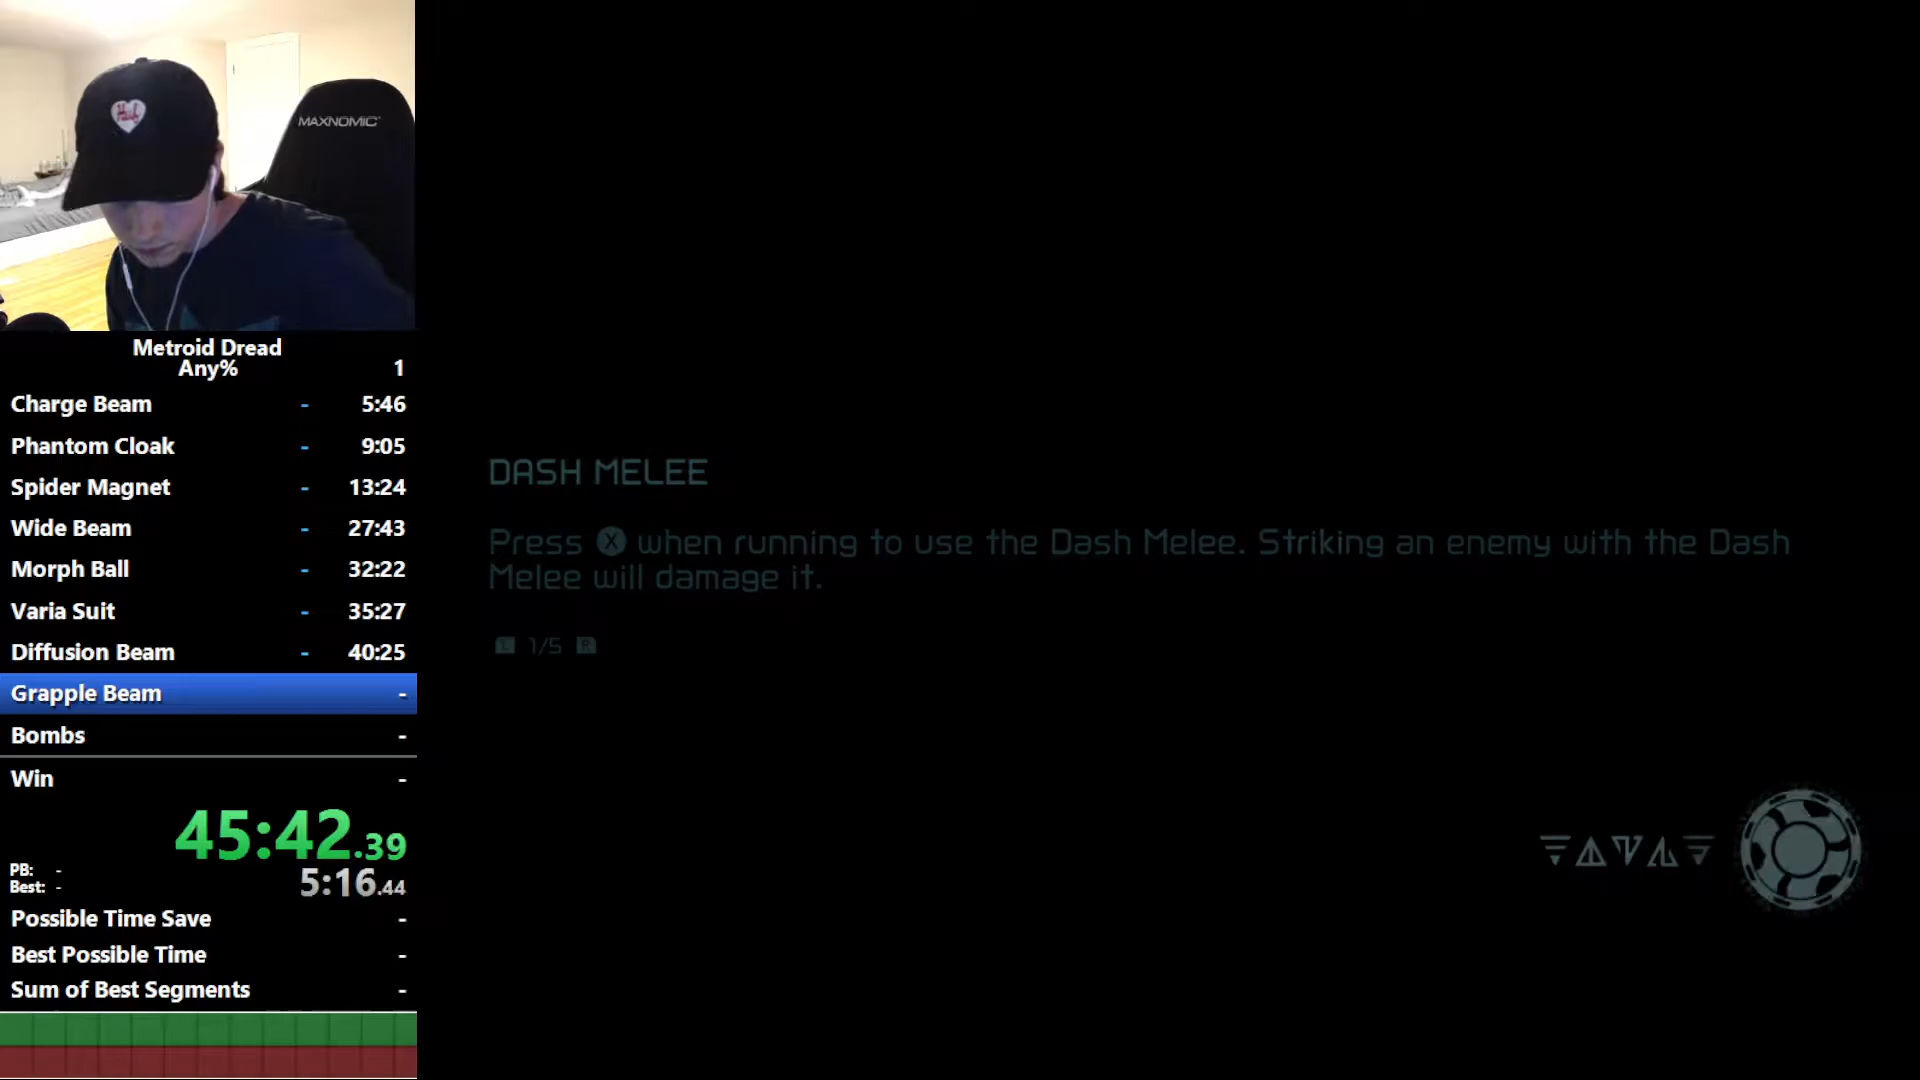 MAXNOMIC
Metroid Dread
Any% 1
Charge Beam - 5:46
Phantom Cloak - 9:05
Spider Magnet - 13:24
Wide Beam - 27:43
Morph Ball - 32:22
Varia Suit - 35:27
Diffusion Beam - 40:25
Grapple Beam -
Bombs -
Win -
45:42.39
PB: -
Best: -
5:16.44
Possible Time Save -
Best Possible Time -
Sum of Best Segments -
DASH MELEE
Press X when running to use the Dash Melee. Striking an enemy with the Dash
Melee will damage it.
L 1/5 R